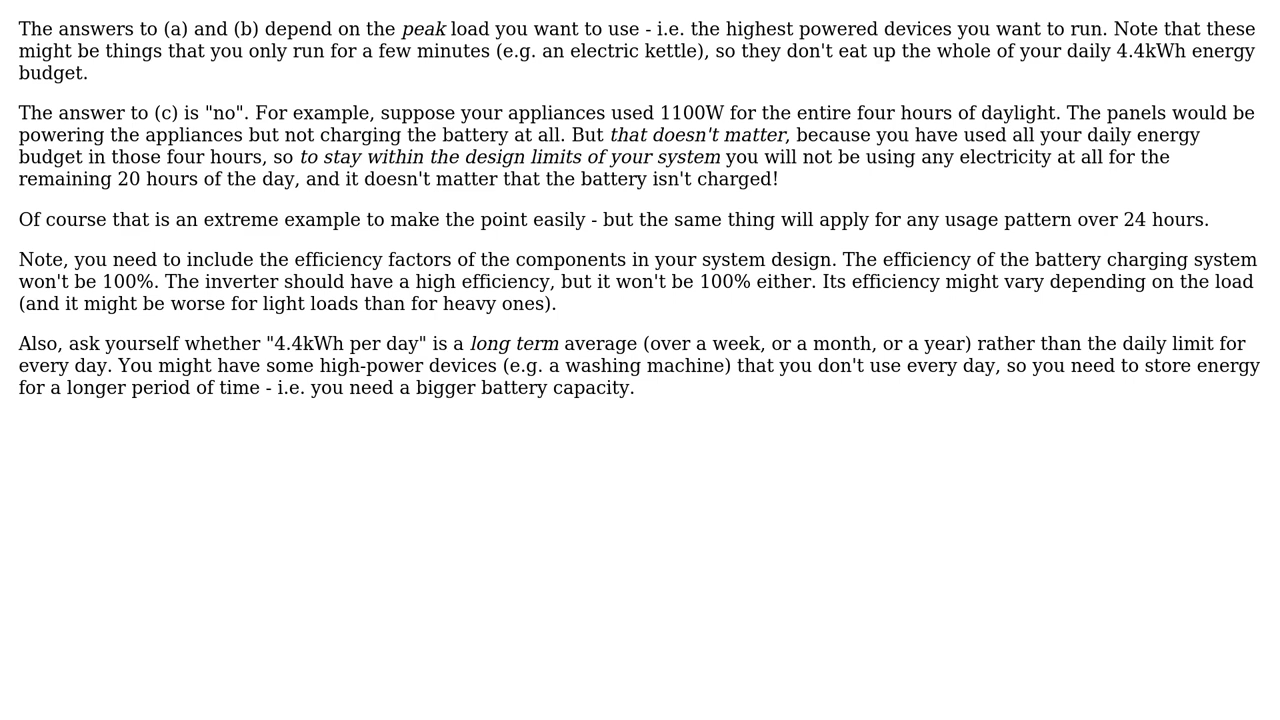 The answers to (a) and (b) depend on the peak load you want to use - i.e. the highest powered devices you want to run. Note that these
might be things that you only run for a few minutes (e.g. an electric kettle), so they don't eat up the whole of your daily 4.4kWh energy
budget.
The answer to (c) is "no". For example, suppose your appliances used 1100W for the entire four hours of daylight. The panels would be
powering the appliances but not charging the battery at all. But that doesn't matter, because you have used all your daily energy
budget in those four hours, so to stay within the design limits of your system you will not be using any electricity at all for the
remaining 20 hours of the day, and it doesn't matter that the battery isn't charged!
Of course that is an extreme example to make the point easily - but the same thing will apply for any usage pattern over 24 hours.
Note, you need to include the efficiency factors of the components in your system design. The efficiency of the battery charging system
won't be 100%. The inverter should have a high efficiency, but it won't be 100% either. Its efficiency might vary depending on the load
(and it might be worse for light loads than for heavy ones).
Also, ask yourself whether "4.4kWh per day" is a long term average (over a week, or a month, or a year) rather than the daily limit for
every day. You might have some high-power devices (e.g. a washing machine) that you don't use every day, so you need to store energy
for a longer period of time - i.e. you need a bigger battery capacity.